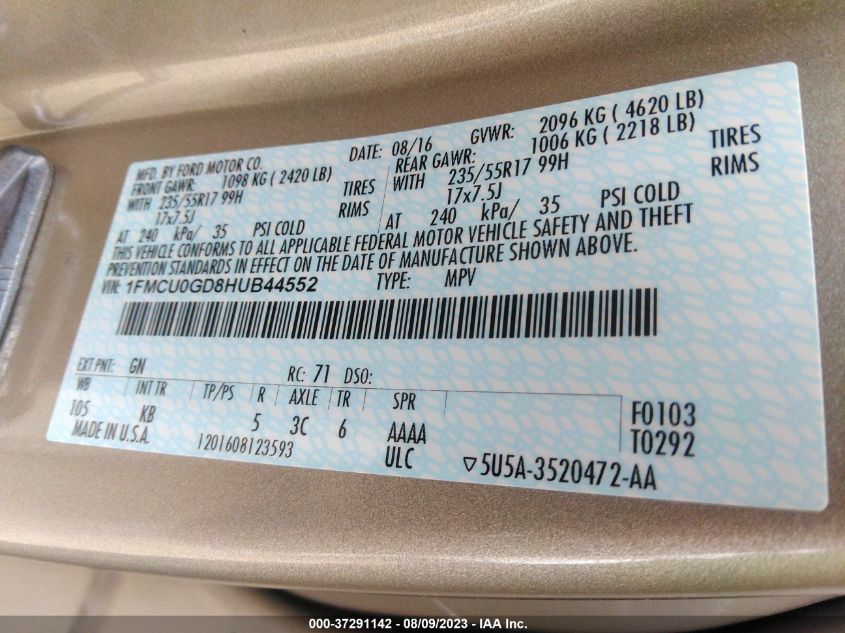 MFD. BY FORD MOTOR CO. DATE: 08/16 GVWR: 2096 KG ( 4620 LB)
FRONT GAWR: 1098 KG ( 2420 LB) REAR GAWR: 1006 KG ( 2218 LB)
WITH 235/55R17 99H TIRES WITH 235/55R17 99H TIRES
17x7.5J RIMS 17x7.5J RIMS
AT 240 kPa/ 35 PSI COLD AT 240 kPa/ 35 PSI COLD
THIS VEHICLE CONFORMS TO ALL APPLICABLE FEDERAL MOTOR VEHICLE SAFETY AND THEFT
PREVENTION STANDARDS IN EFFECT ON THE DATE OF MANUFACTURE SHOWN ABOVE.
VIN: 1FMCU0GD8HUB44552 TYPE: MPV
EXT PNT: GN RC: 71 DSO:
WB INT TR TP/PS R AXLE TR SPR
105 KB 5 3C 6 AAAA F0103
MADE IN U.S.A. 1201608123593 ULC T0292
▽5U5A-3520472-AA
000-37291142 - 08/09/2023 - IAA Inc.